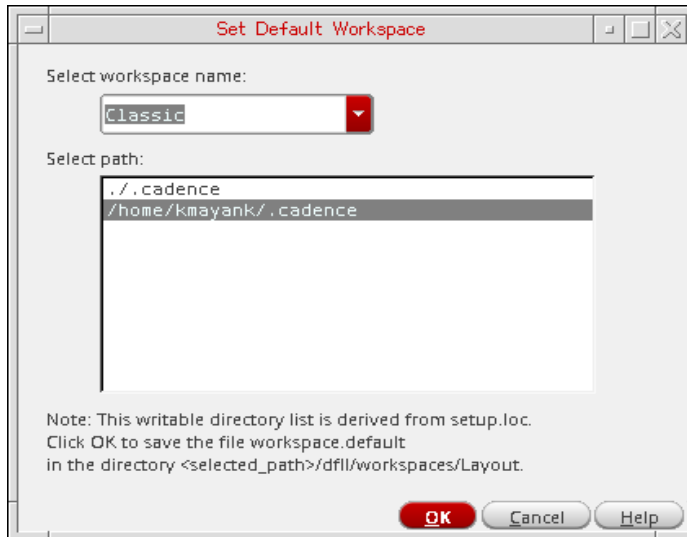 Set Default Workspace
Select workspace name:
Classic
Select path:
./.cadence
/home/kmayank/.cadence
Note: This writable directory list is derived from setup.loc.
Click OK to save the file workspace.default
in the directory <selected_path>/dfII/workspaces/Layout.
OK Cancel Help